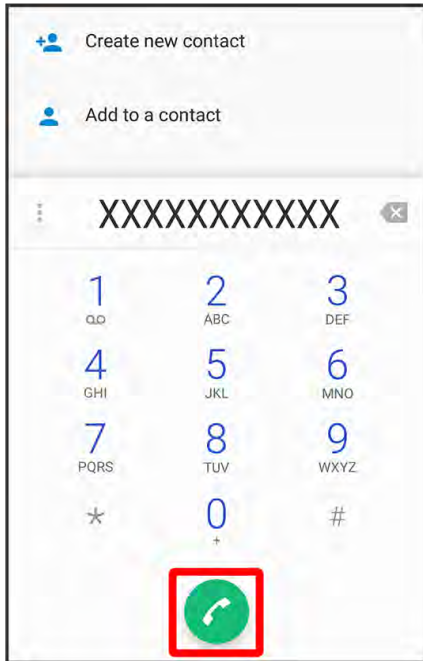 Create new contact
Add to a contact
XXXXXXXXXXX
1 2 3
ABC DEF
4 5 6
GHI JKL MNO
7 8 9
PQRS TUV WXYZ
* 0 #
+